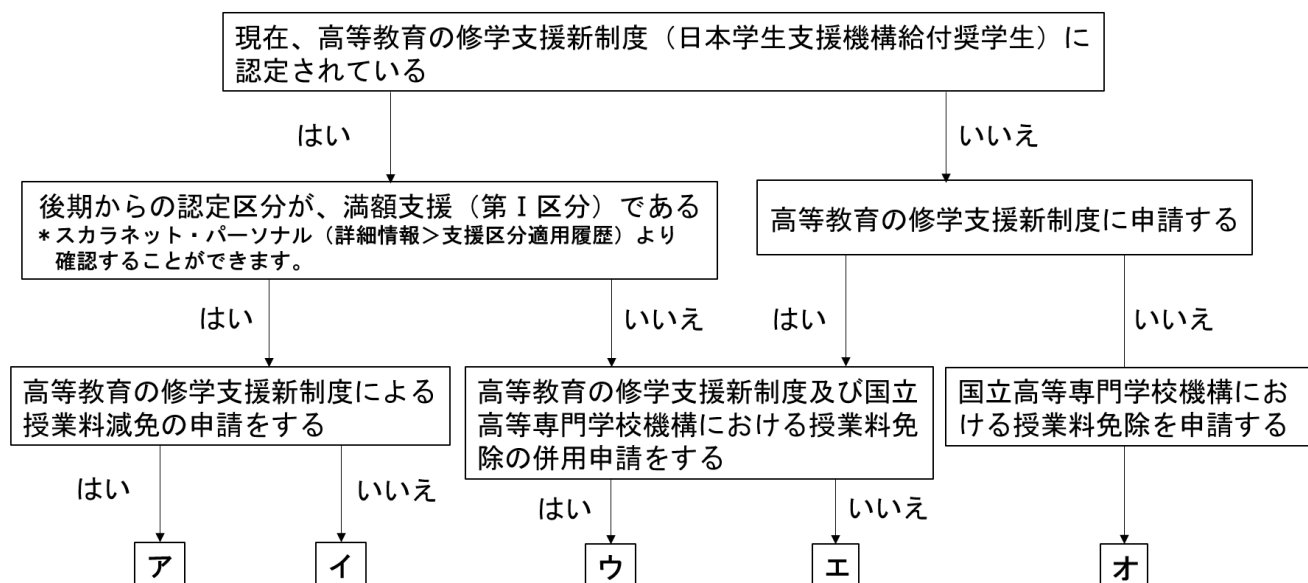 現在、高等教育の修学支援新制度（日本学生支援機構給付奨学生）に
認定されている
はい
いいえ
後期からの認定区分が、満額支援（第Ⅰ区分）である
＊スカラネット・パーソナル（詳細情報＞支援区分適用履歴）より
確認することができます。
高等教育の修学支援新制度に申請する
はい
いいえ
はい
いいえ
高等教育の修学支援新制度による
授業料減免の申請をする
高等教育の修学支援新制度及び国立
高等専門学校機構における授業料免
除の併用申請をする
国立高等専門学校機構にお
ける授業料免除を申請する
はい
いいえ
はい
いいえ
ア
イ
ウ
エ
オ